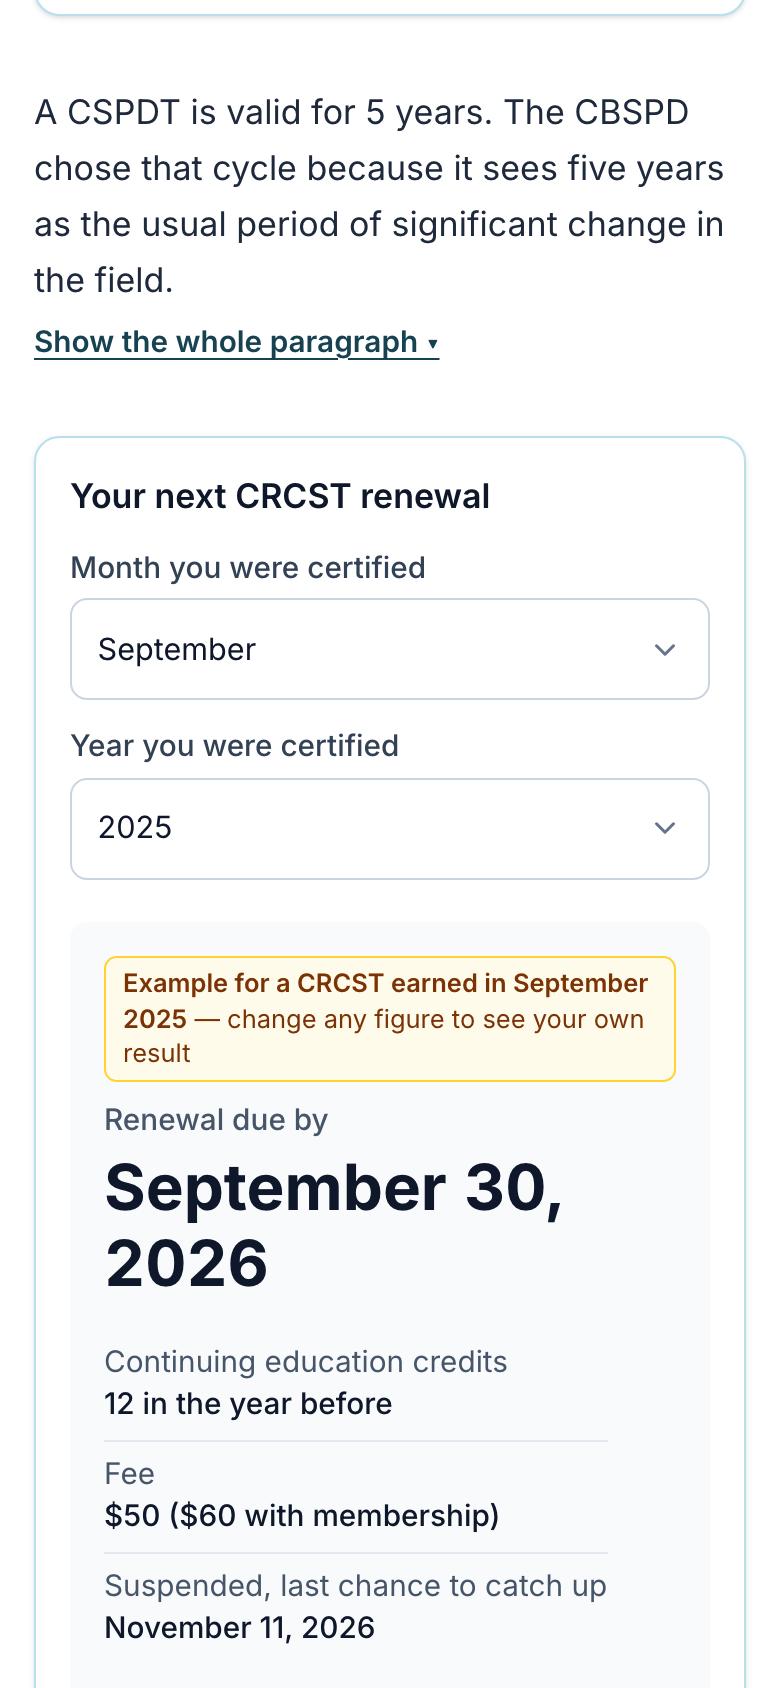 A CSPDT is valid for 5 years. The CBSPD
chose that cycle because it sees five years
as the usual period of significant change in
the field.
Show the whole paragraph ▾
Your next CRCST renewal
Month you were certified
September
Year you were certified
2025
Example for a CRCST earned in September
2025 — change any figure to see your own
result
Renewal due by
September 30,
2026
Continuing education credits
12 in the year before
Fee
$50 ($60 with membership)
Suspended, last chance to catch up
November 11, 2026